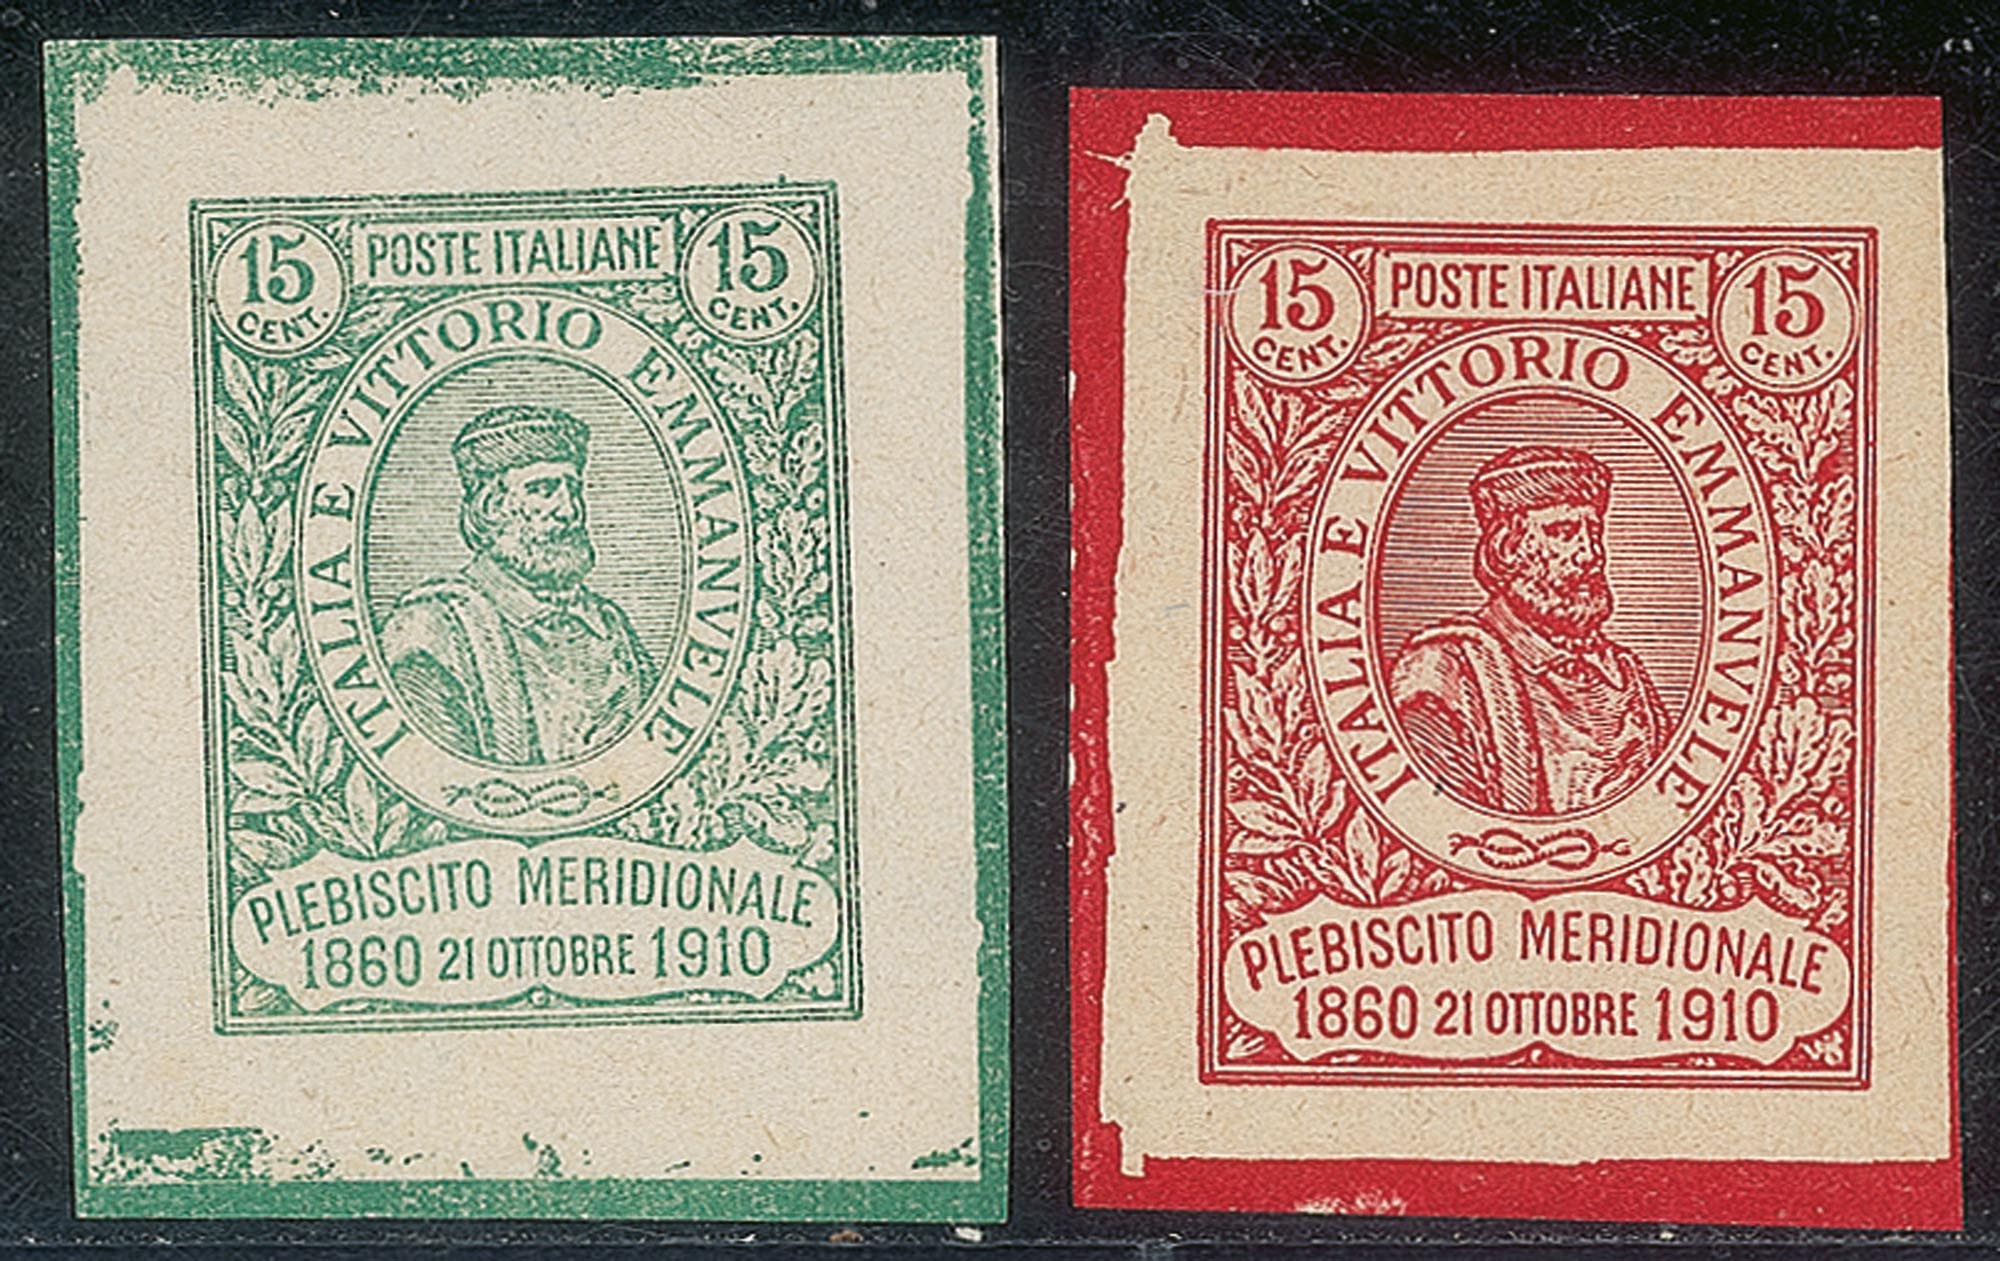 15
CENT.
POSTE ITALIANE
15
CENT.
ITALIA E VITTORIO EMMANVELE
PLEBISCITO MERIDIONALE
1860 21 OTTOBRE 1910
15
CENT.
POSTE ITALIANE
15
CENT.
ITALIA E VITTORIO EMMANVELE
PLEBISCITO MERIDIONALE
1860 21 OTTOBRE 1910